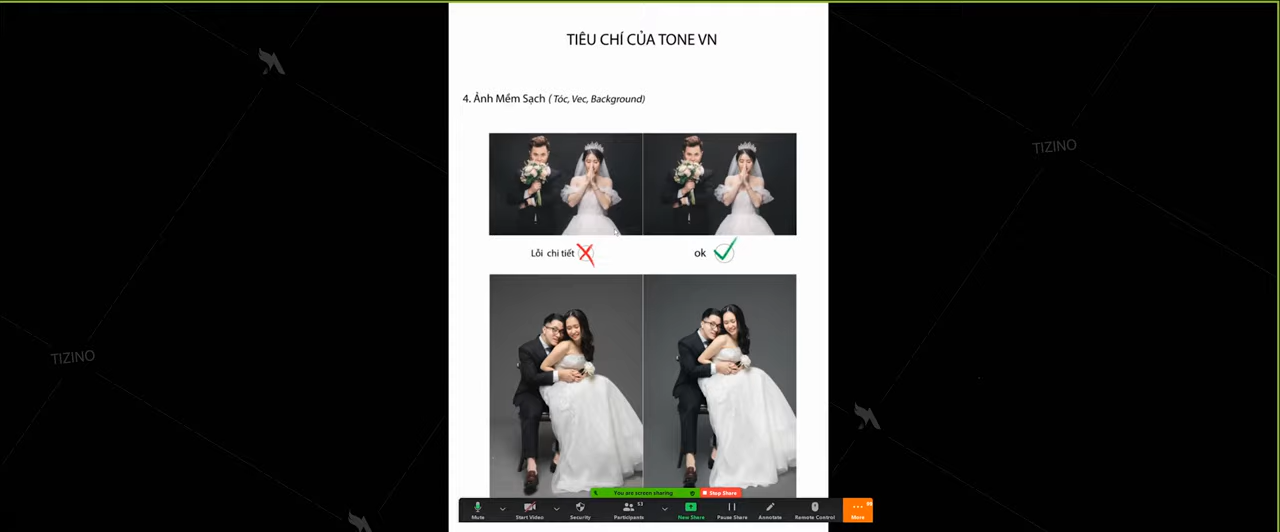 TIÊU CHÍ CỦA TONE VN
4. Ảnh Mềm Sạch ( Tóc, Vec, Background)
TIZINO
Lỗi chi tiết
ok
TIZINO
You are screen sharing
Stop Share
Mute
Start Video
Security
Participants
53
New Share
Pause Share
Annotate
Remote Control
More